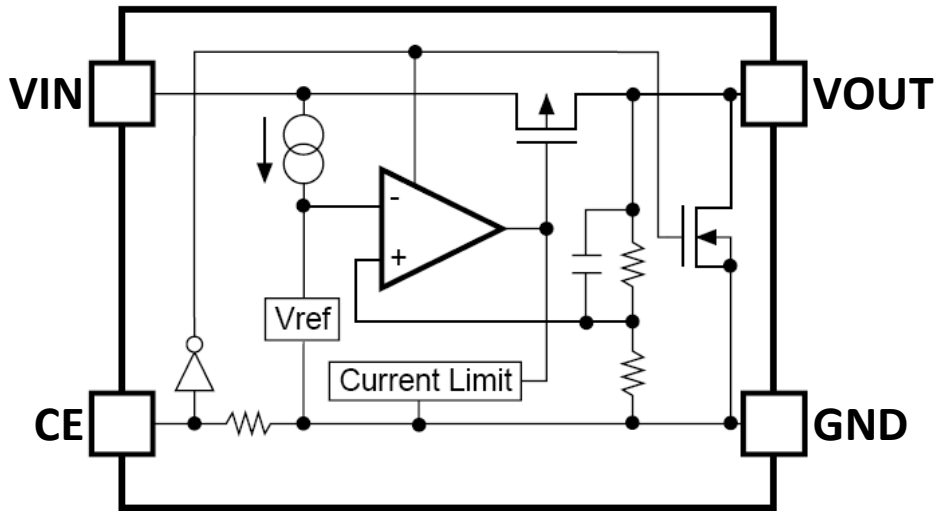 VIN
VOUT
-
+
Vref
Current Limit
CE
GND